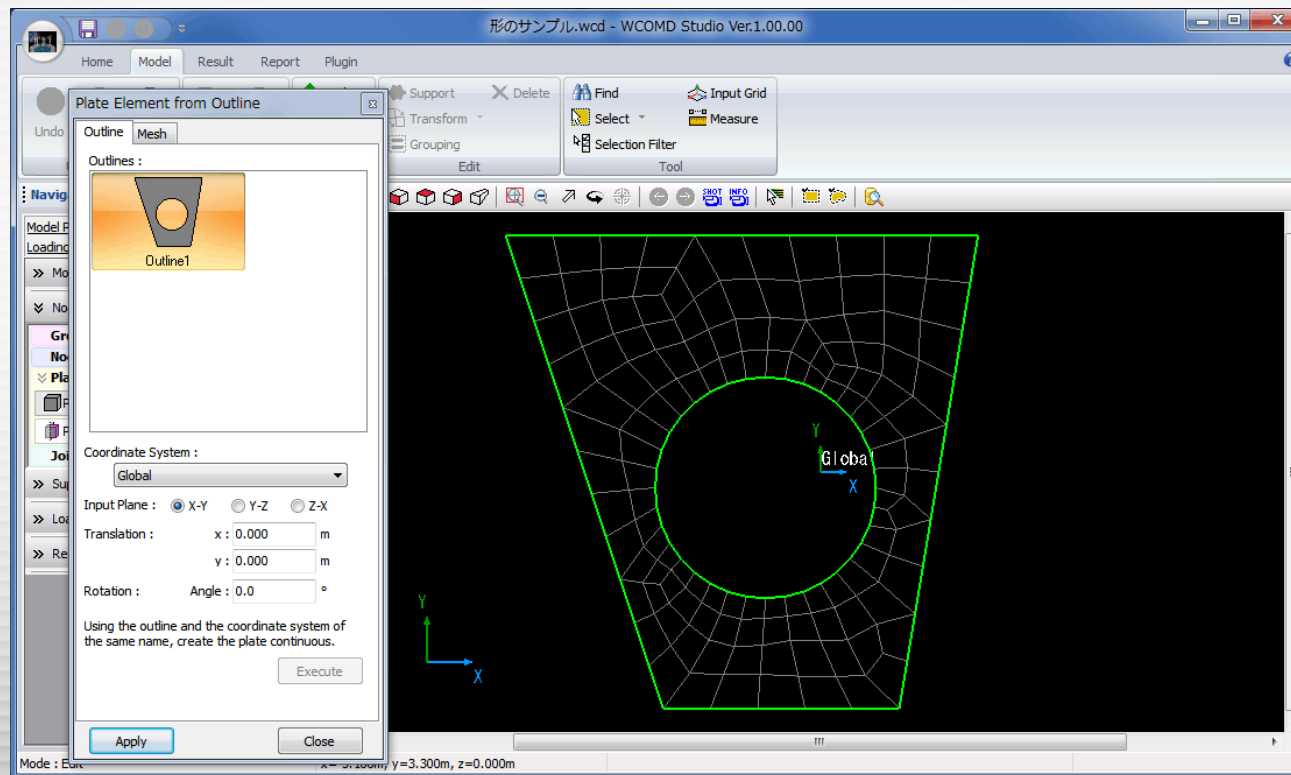 形のサンプル.wcd - WCOMD Studio Ver.1.00.00
Home Model Result Report Plugin
Undo
Support Delete
Transform
Grouping
Edit
Find Input Grid
Select Measure
Selection Filter
Tool
Plate Element from Outline
Outline Mesh
Outlines :
Outline1
Coordinate System :
Global
Input Plane : X-Y Y-Z Z-X
Translation : x : 0.000 m
y : 0.000 m
Rotation : Angle : 0.0 °
Using the outline and the coordinate system of
the same name, create the plate continuous.
Execute
Apply Close
SHOT INFO
Y
Global
X
Y
X
Mode : y=3.300m, z=0.000m